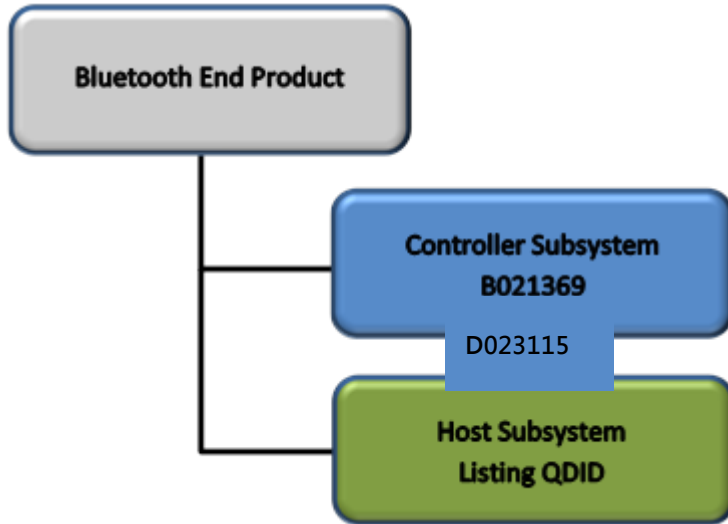 Bluetooth End Product
Controller Subsystem
B021369
D023115
Host Subsystem
Listing QDID